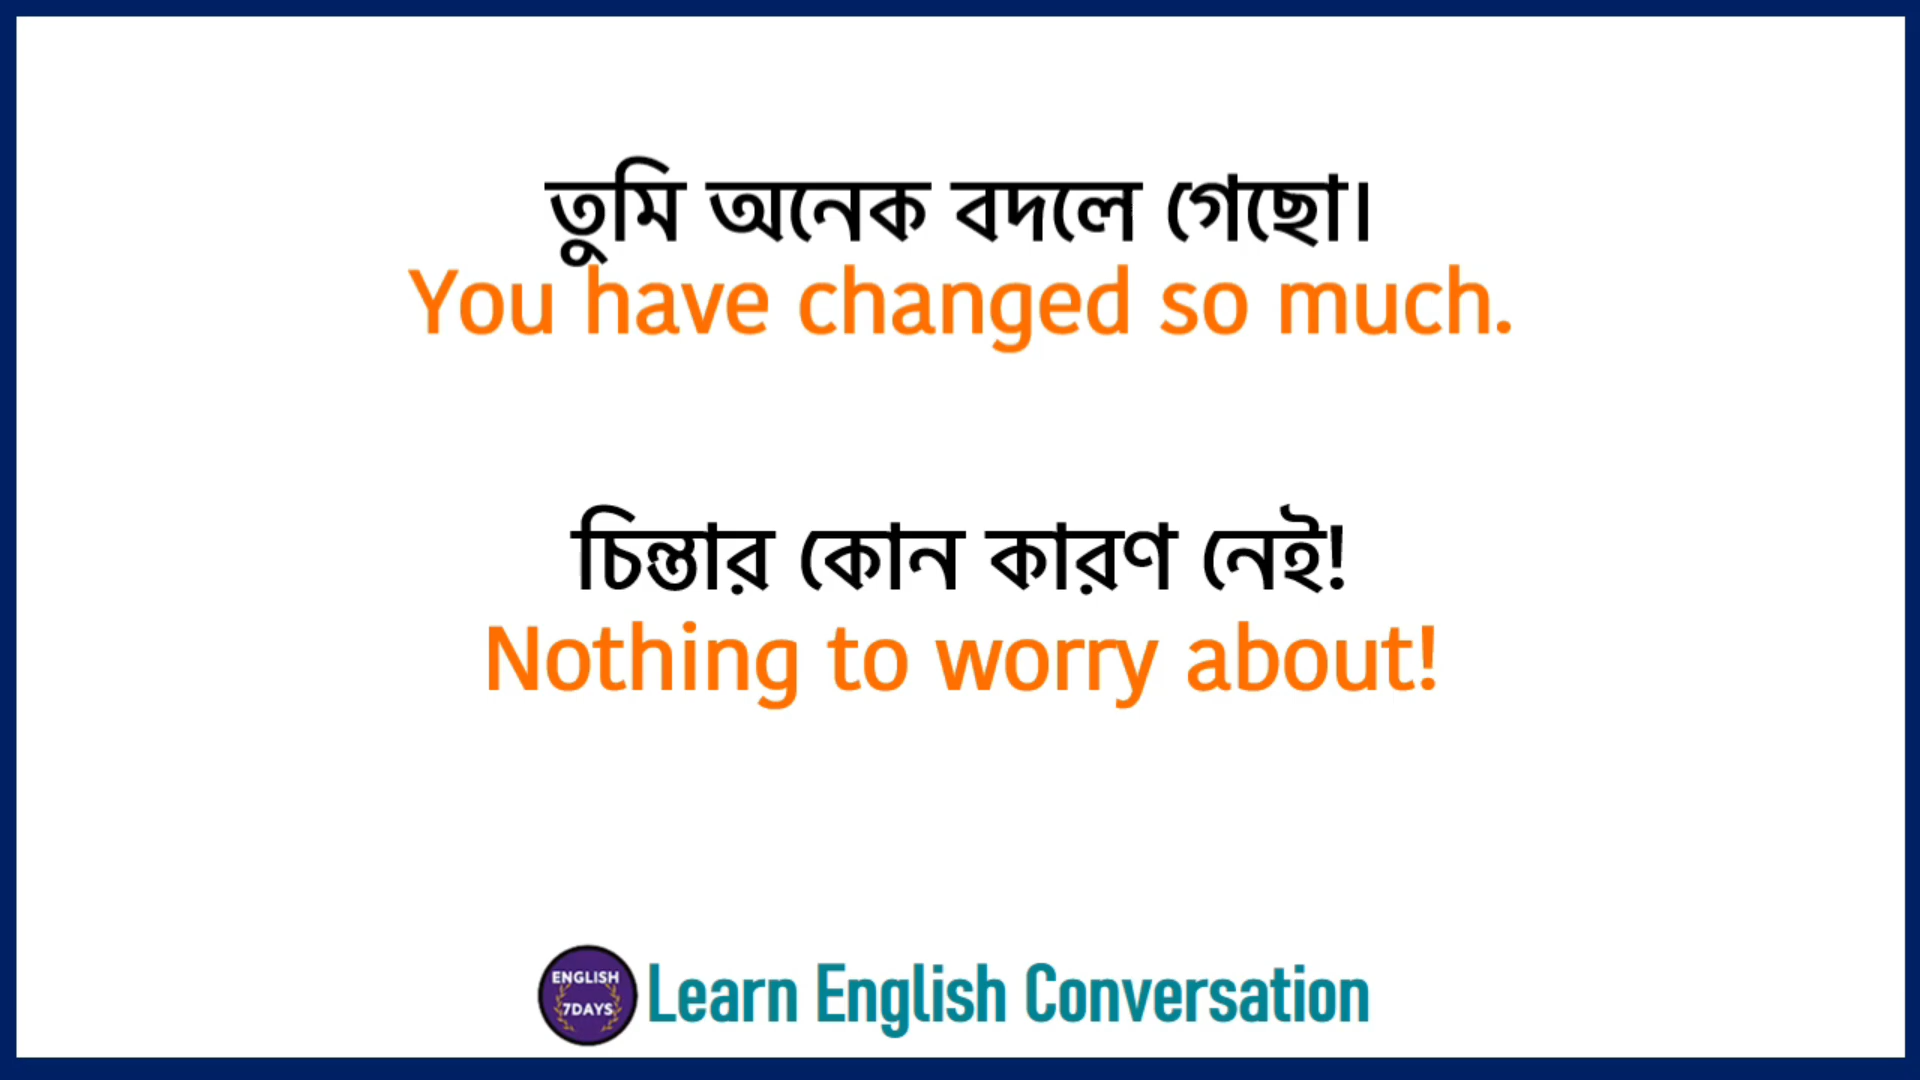 তুমি অনেক বদলে গেছো।
You have changed so much.
চিন্তার কোন কারণ নেই!
Nothing to worry about!
ENGLISH
7DAYS
Learn English Conversation